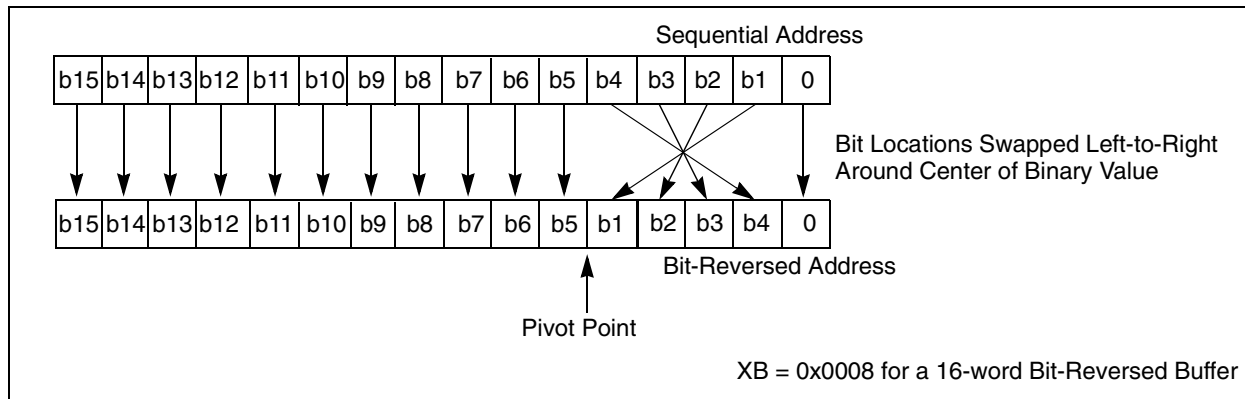 Sequential Address
b15 b14 b13 b12 b11 b10 b9 b8 b7 b6 b5 b4 b3 b2 b1 0
Bit Locations Swapped Left-to-Right
Around Center of Binary Value
b15 b14 b13 b12 b11 b10 b9 b8 b7 b6 b5 b1 b2 b3 b4 0
Bit-Reversed Address
Pivot Point
XB = 0x0008 for a 16-word Bit-Reversed Buffer